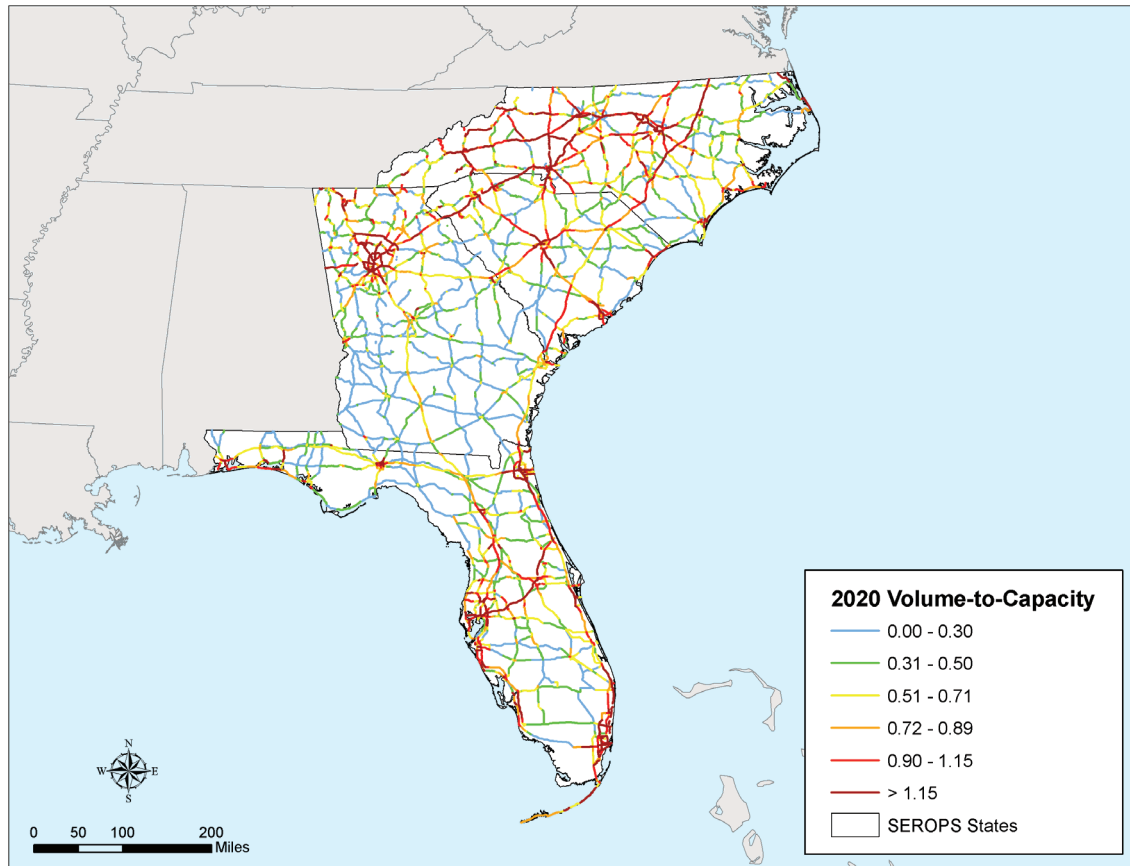 2020 Volume-to-Capacity
0.00 - 0.30
0.31 - 0.50
0.51 - 0.71
0.72 - 0.89
0.90 - 1.15
> 1.15
SEROPS States
N
W E
S
0 50 100 200
Miles